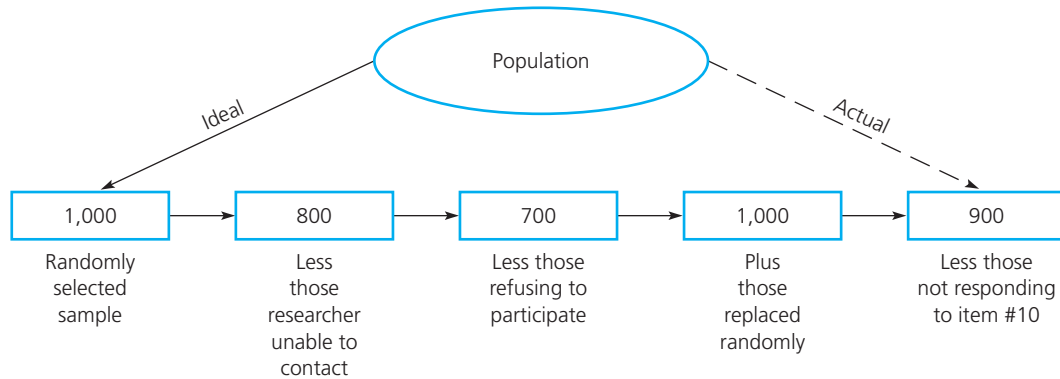 Population
Ideal
Actual
1,000
800
700
1,000
900
Randomly
selected
sample
Less
those
researcher
unable to
contact
Less those
refusing to
participate
Plus
those
replaced
randomly
Less those
not responding
to item #10